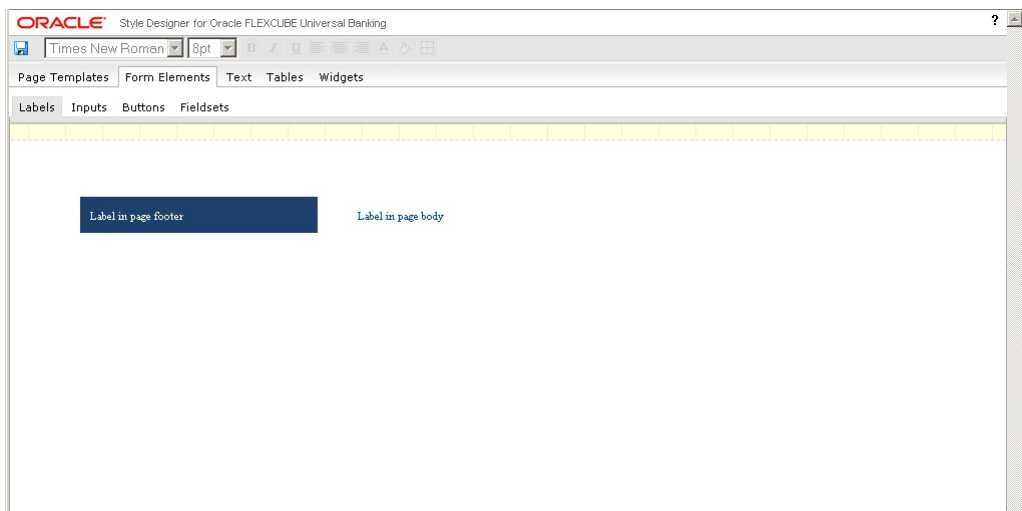 ORACLE® Style Designer for Oracle FLEXCUBE Universal Banking ?
Times New Roman 8pt B I U A
Page Templates Form Elements Text Tables Widgets
Labels Inputs Buttons Fieldsets
Label in page footer Label in page body